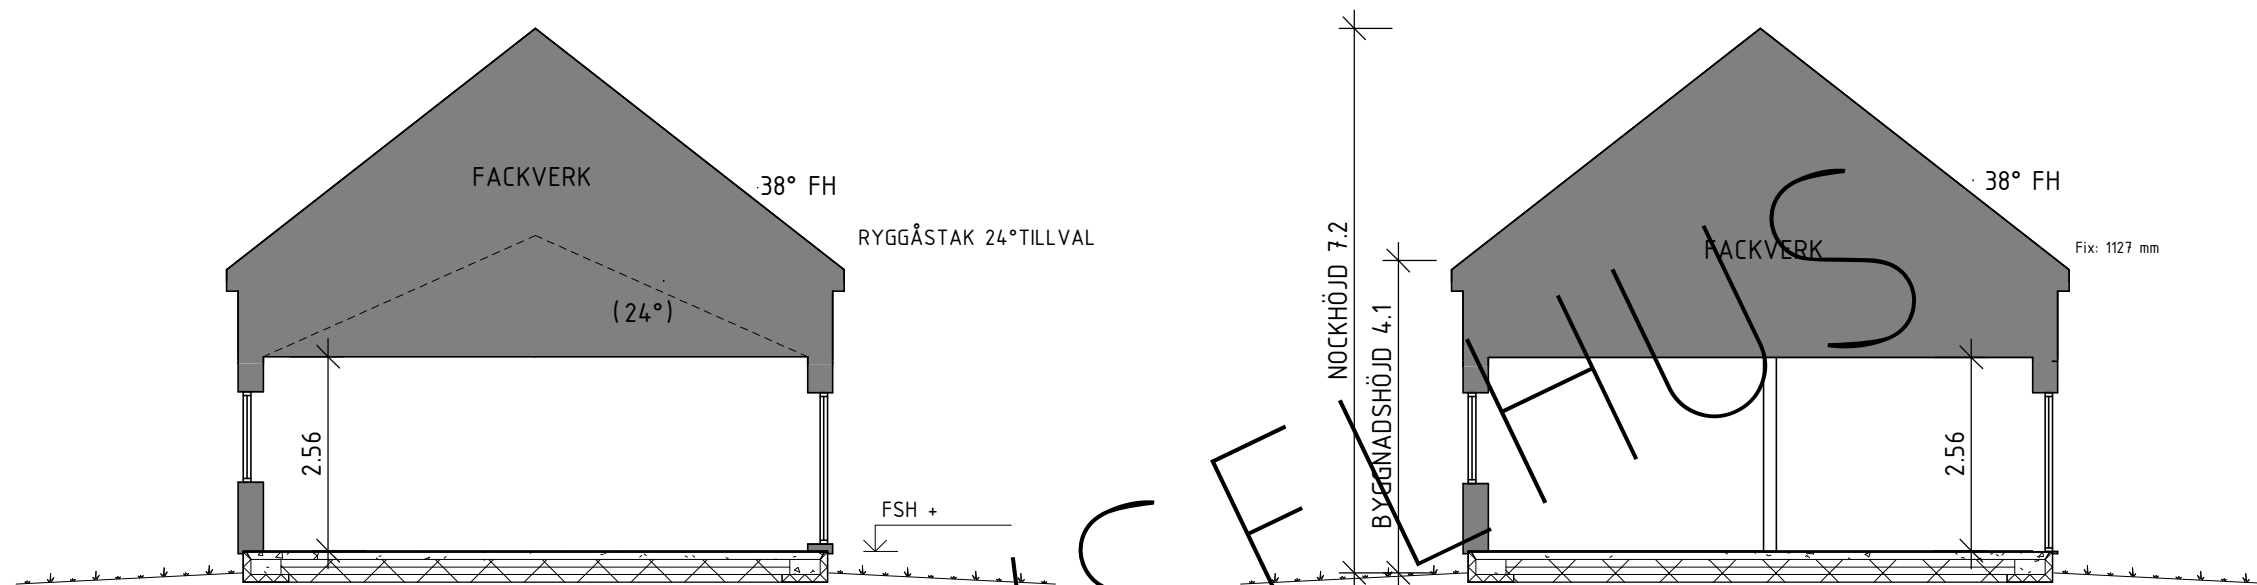 FACKVERK
38° FH
RYGGÅSTAK 24°TILLVAL
(24°)
2.56
FSH +
NOCKHÖJD 7.2
BYGGNADSHÖJD 4.1
FACKVERK
38° FH
Fix: 1127 mm
2.56